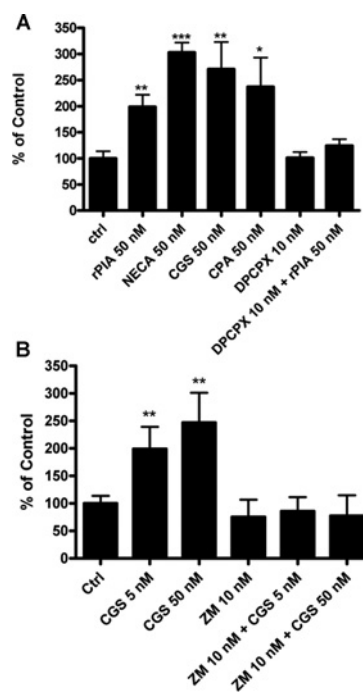 A
350
300
250
200
150
100
50
0
% of Control
**
***
**
*
ctrl
rPIA 50 nM
NECA 50 nM
CGS 50 nM
CPA 50 nM
DPCPX 10 nM
DPCPX 10 nM + rPIA 50 nM
B
350
300
250
200
150
100
50
0
% of Control
**
**
Ctrl
CGS 5 nM
CGS 50 nM
ZM 10 nM
ZM 10 nM + CGS 5 nM
ZM 10 nM + CGS 50 nM